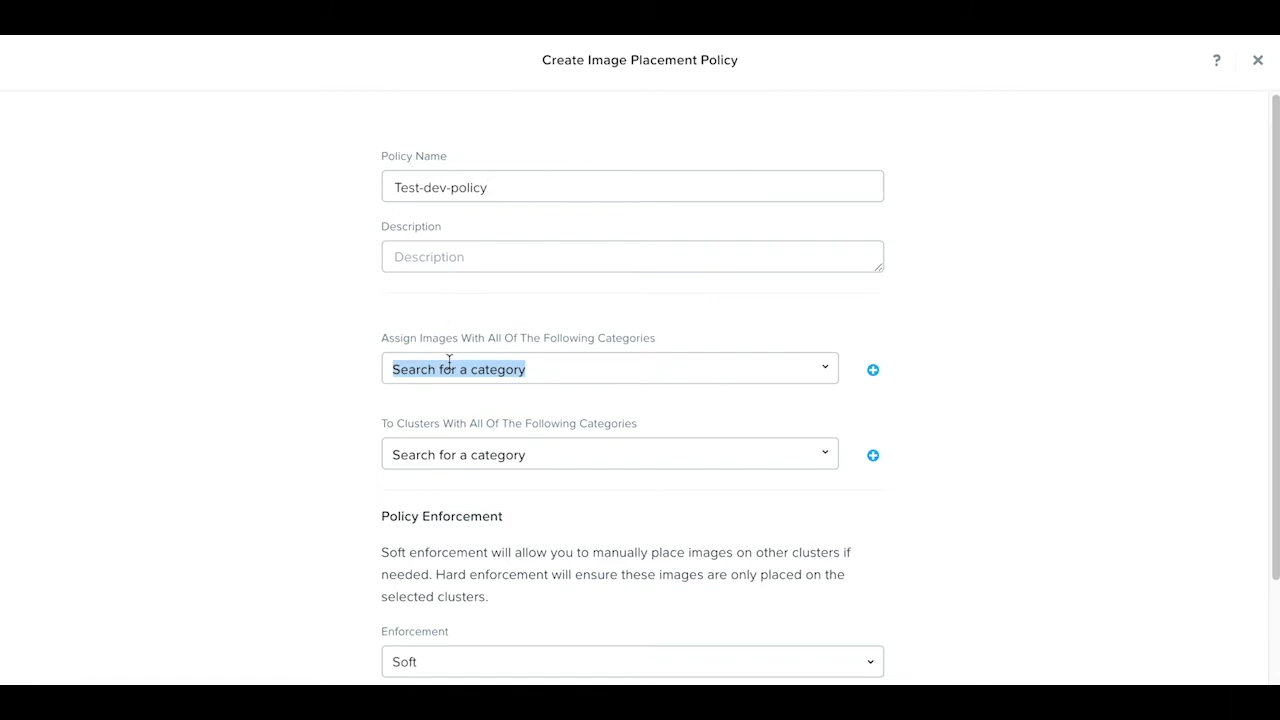 Create Image Placement Policy
?
Policy Name
Test-dev-policy
Description
Description
Assign Images With All Of The Following Categories
Search for a category
To Clusters With All Of The Following Categories
Search for a category
Policy Enforcement
Soft enforcement will allow you to manually place images on other clusters if
needed. Hard enforcement will ensure these images are only placed on the
selected clusters.
Enforcement
Soft